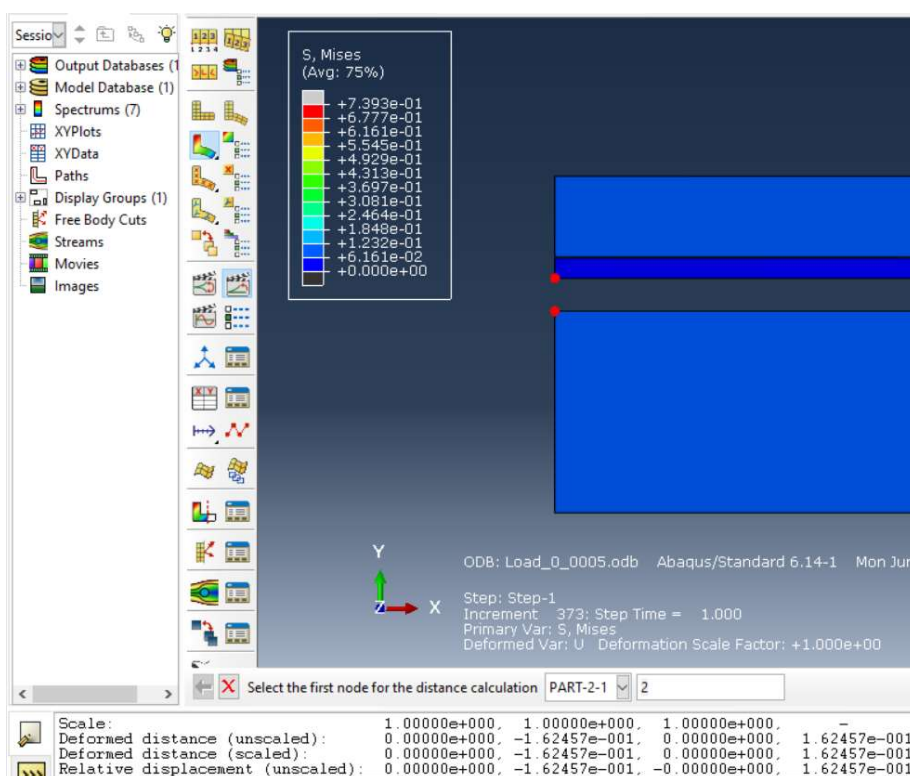 Sessio
Output Databases (1
Model Database (1)
Spectrums (7)
XYPlots
XYData
Paths
Display Groups (1)
Free Body Cuts
Streams
Movies
Images
1 2 3 4
S, Mises
(Avg: 75%)
+7.393e-01
+6.777e-01
+6.161e-01
+5.545e-01
+4.929e-01
+4.313e-01
+3.697e-01
+3.081e-01
+2.464e-01
+1.848e-01
+1.232e-01
+6.161e-02
+0.000e+00
Y
Z X
ODB: Load_0_0005.odb Abaqus/Standard 6.14-1 Mon Jun
Step: Step-1
Increment 373: Step Time = 1.000
Primary Var: S, Mises
Deformed Var: U Deformation Scale Factor: +1.000e+00
Select the first node for the distance calculation PART-2-1 2
Scale: 1.00000e+000, 1.00000e+000, 1.00000e+000, -
Deformed distance (unscaled): 0.00000e+000, -1.62457e-001, 0.00000e+000, 1.62457e-001
Deformed distance (scaled): 0.00000e+000, -1.62457e-001, 0.00000e+000, 1.62457e-001
Relative displacement (unscaled): 0.00000e+000, -1.62457e-001, -0.00000e+000, 1.62457e-001